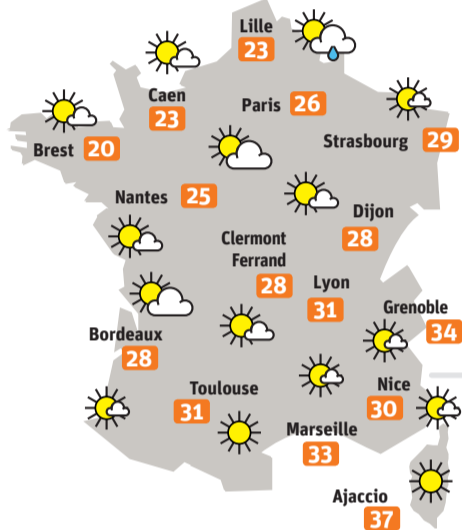 Lille
23
Caen
23
Paris 26
Strasbourg 29
Brest 20
Nantes 25
Dijon
28
Clermont
Ferrand
28
Lyon
31
Grenoble
34
Bordeaux
28
Toulouse
31
Nice
30
Marseille
33
Ajaccio
37